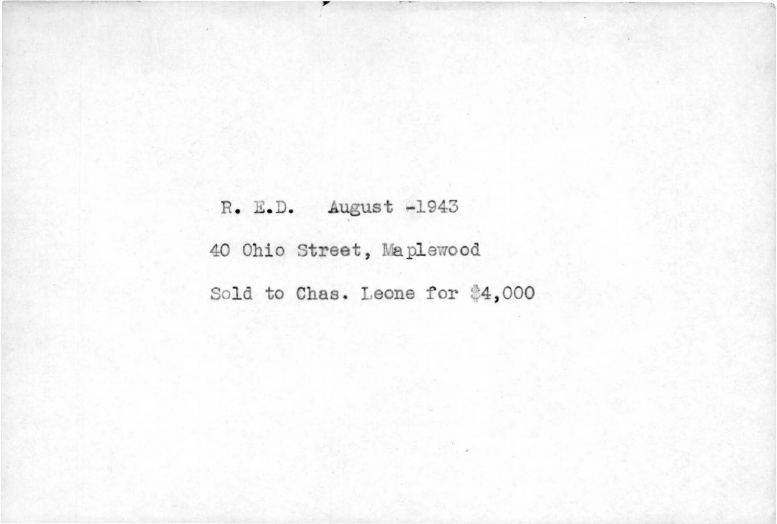 R. E.D. August -1943
40 Ohio Street, Maplewood
Sold to Chas. Leone for $4,000